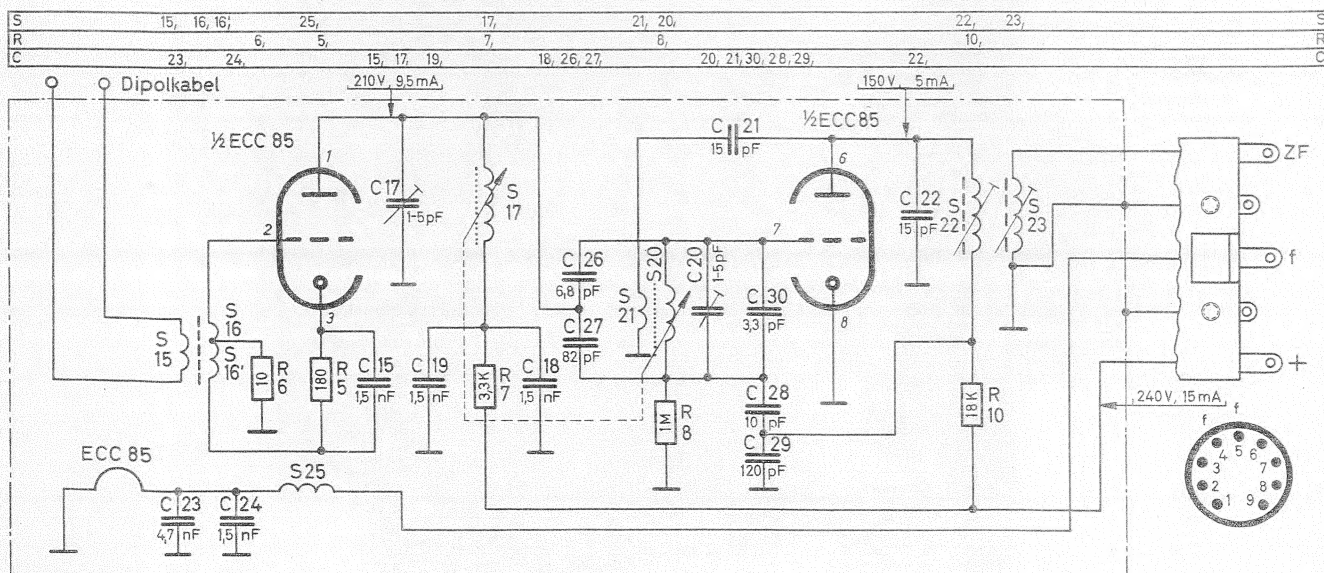 S 15, 16, 16', 25, 17, 21, 20, 22, 23, S
R 6, 5, 7, 8, 10, R
C 23, 24, 15, 17, 19, 18, 26, 27, 20, 21, 30, 28, 29, 22, C
Dipolkabel
210V, 9,5mA
150V, 5mA
½ECC 85
1
2
3
C17
1-5pF
S
17
C 21
15 pF
½ECC85
6
7
8
C 22
15 pF
S
22
S
23
ZF
f
+
C 26
6,8 pF
C 27
82 pF
S
21
S20
C 20
1-5pF
C 30
3,3 pF
S
15
S
16
S
16'
10
R
6
180
R
5
C 15
1,5 nF
C 19
1,5 nF
3,3K
R
7
C 18
1,5 nF
1M
R
8
C 28
10 pF
C 29
120 pF
18K
R
10
240V, 15mA
f
f
4 5 6
3 7
2 8
1 9
ECC 85
S25
C 23
4,7 nF
C 24
1,5 nF